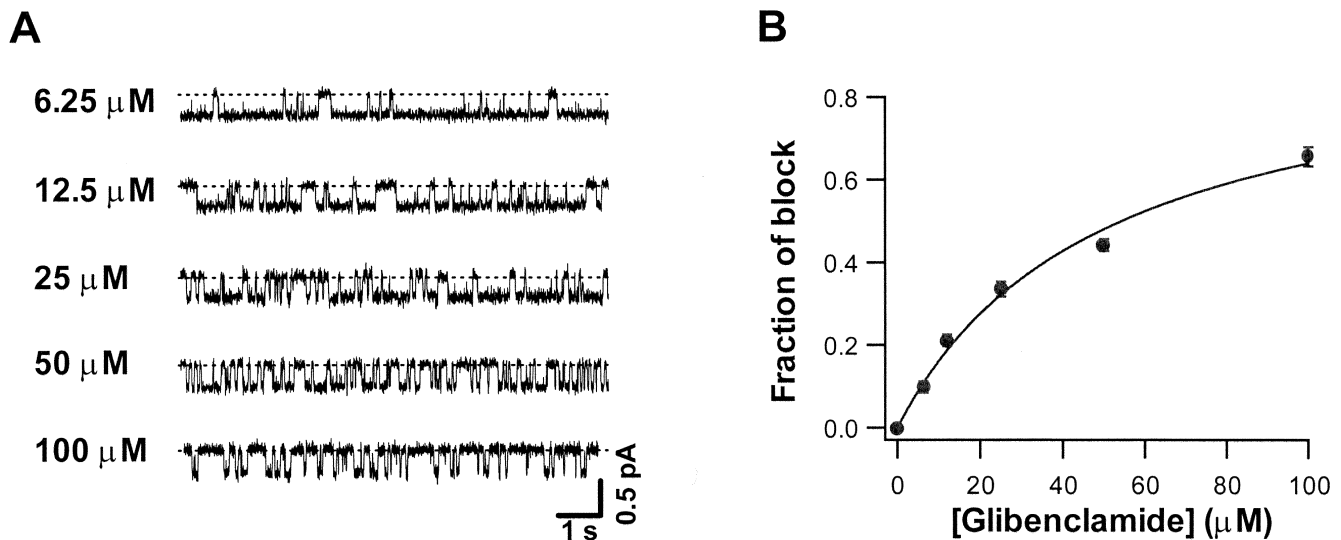 A
6.25 μM
12.5 μM
25 μM
50 μM
100 μM
0.5 pA
1 s
B
Fraction of block
0.8
0.6
0.4
0.2
0.0
0 20 40 60 80 100
[Glibenclamide] (μM)